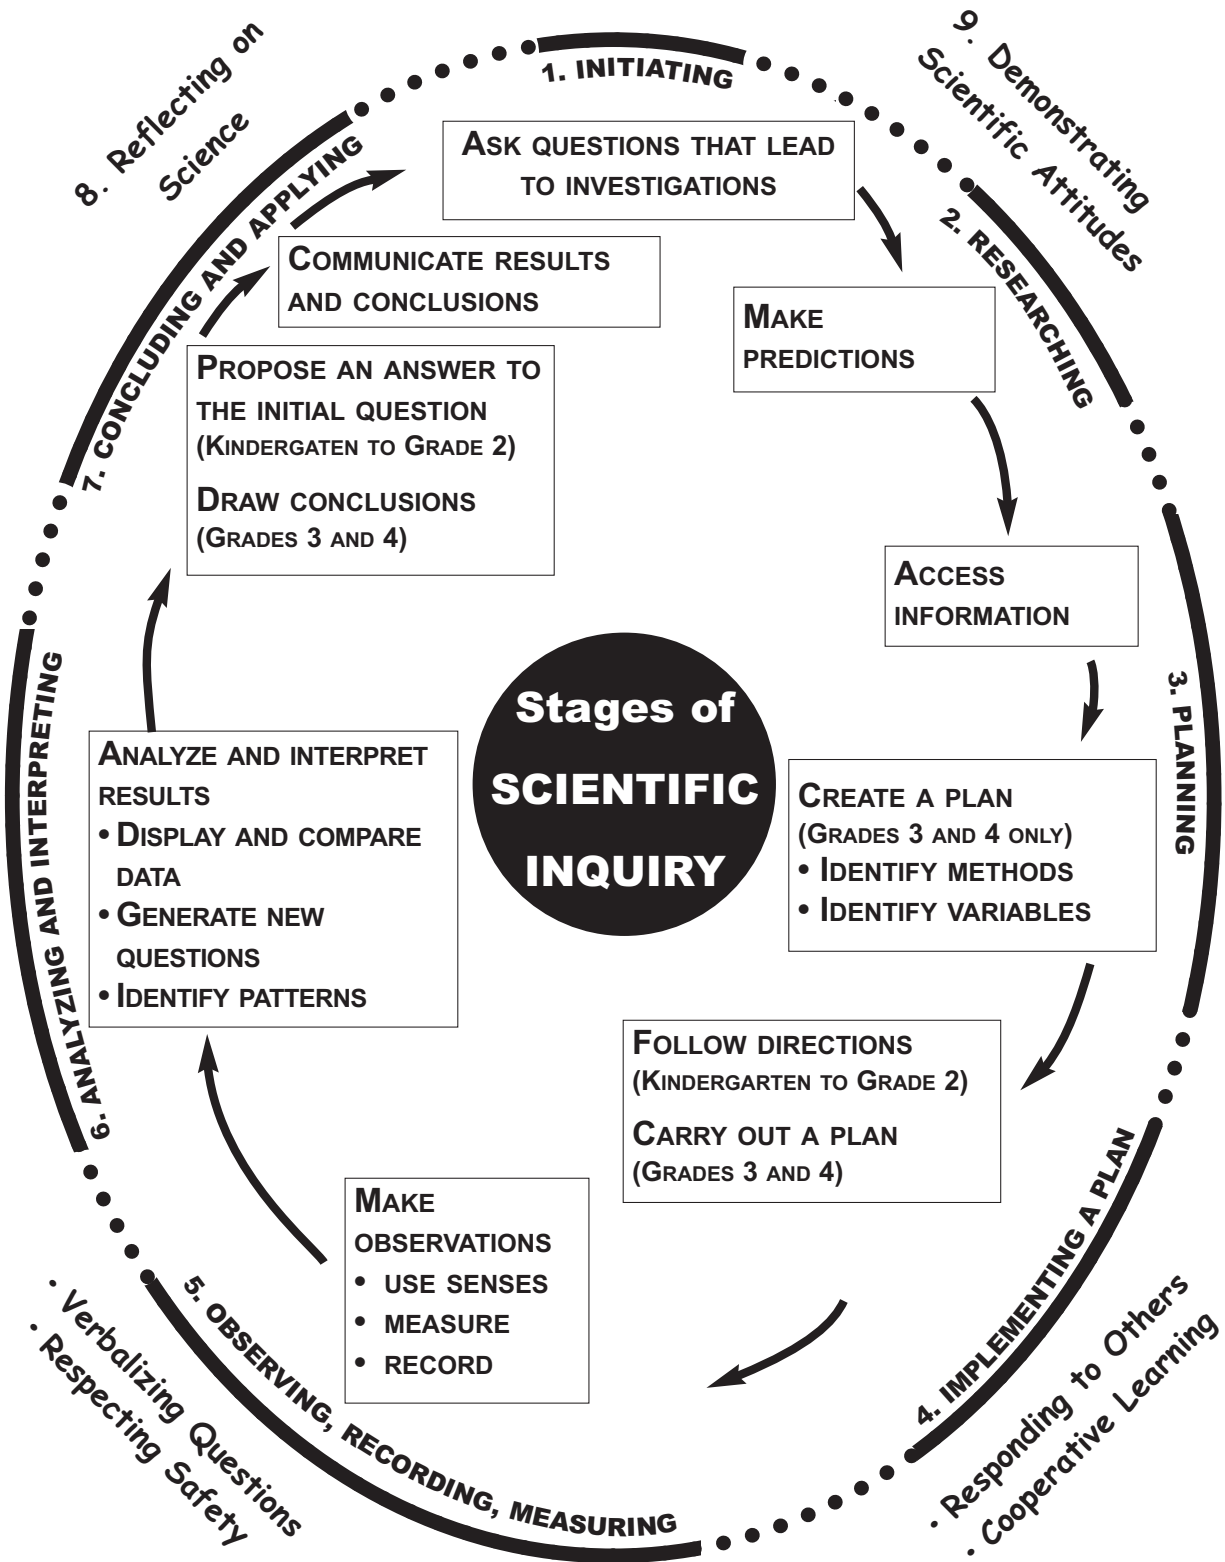 8. Reflecting on
Science
9. Demonstrating
Scientific Attitudes
1. INITIATING
ASK QUESTIONS THAT LEAD
TO INVESTIGATIONS
2. RESEARCHING
MAKE
PREDICTIONS
ACCESS
INFORMATION
3. PLANNING
CREATE A PLAN
(GRADES 3 AND 4 ONLY)
• IDENTIFY METHODS
• IDENTIFY VARIABLES
4. IMPLEMENTING A PLAN
FOLLOW DIRECTIONS
(KINDERGARTEN TO GRADE 2)
CARRY OUT A PLAN
(GRADES 3 AND 4)
5. OBSERVING, RECORDING, MEASURING
MAKE
OBSERVATIONS
• USE SENSES
• MEASURE
• RECORD
6. ANALYZING AND INTERPRETING
ANALYZE AND INTERPRET
RESULTS
• DISPLAY AND COMPARE
DATA
• GENERATE NEW
QUESTIONS
• IDENTIFY PATTERNS
7. CONCLUDING AND APPLYING
PROPOSE AN ANSWER TO
THE INITIAL QUESTION
(KINDERGATEN TO GRADE 2)
DRAW CONCLUSIONS
(GRADES 3 AND 4)
COMMUNICATE RESULTS
AND CONCLUSIONS
Stages of
SCIENTIFIC
INQUIRY
• Verbalizing Questions
• Respecting Safety
• Responding to Others
• Cooperative Learning